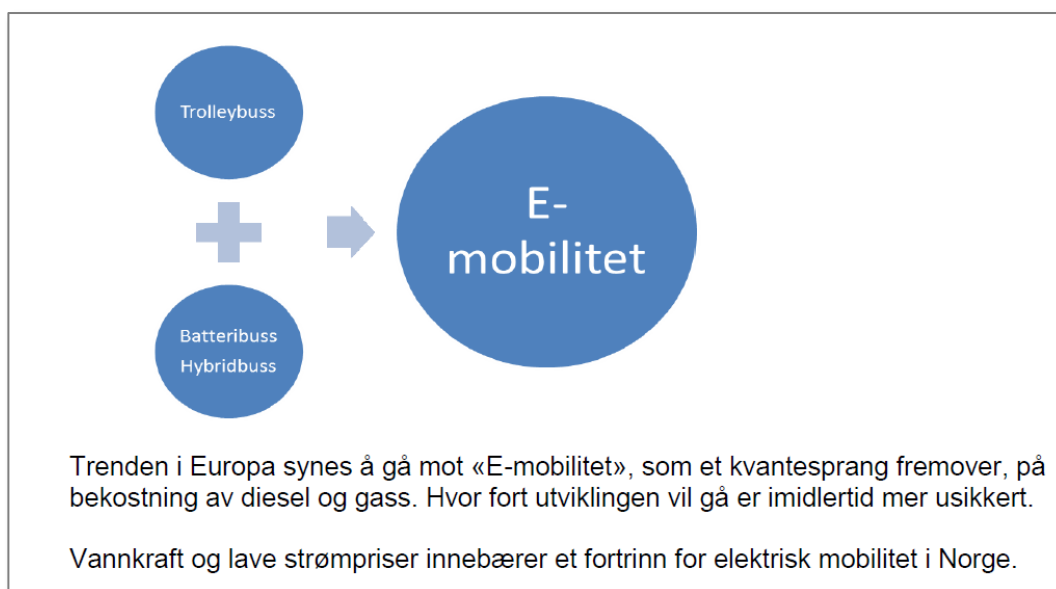 Trolleybuss
E-
mobilitet
Batteribuss
Hybridbuss
Trenden i Europa synes å gå mot «E-mobilitet», som et kvantesprang fremover, på
bekostning av diesel og gass. Hvor fort utviklingen vil gå er imidlertid mer usikkert.
Vannkraft og lave strømpriser innebærer et fortrinn for elektrisk mobilitet i Norge.